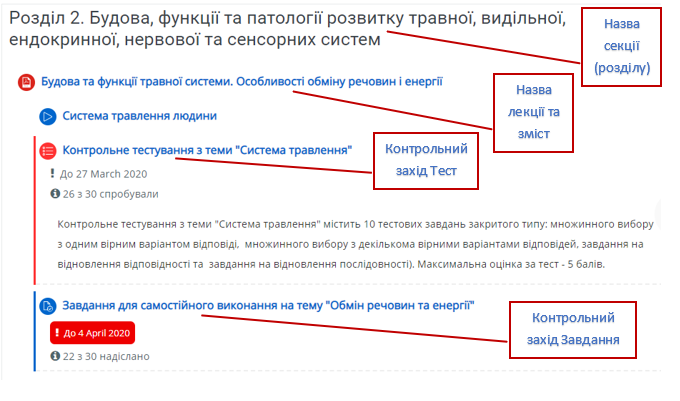 Розділ 2. Будова, функції та патології розвитку травної, видільної,
ендокринної, нервової та сенсорних систем
Назва
секції
(розділу)
Будова та функції травної системи. Особливості обміну речовин і енергії
Назва
лекції та
зміст
Система травлення людини
Контрольне тестування з теми "Система травлення"
Контрольний
захід Тест
До 27 March 2020
26 з 30 спробували
Контрольне тестування з теми "Система травлення" містить 10 тестових завдань закритого типу: множинного вибору
з одним вірним варіантом відповіді, множинного вибору з декількома вірними варіантами відповідей, завдання на
відновлення відповідності та завдання на відновлення послідовності). Максимальна оцінка за тест - 5 балів.
Завдання для самостійного виконання на тему "Обмін речовин та енергії"
Контрольний
захід Завдання
До 4 April 2020
22 з 30 надіслано